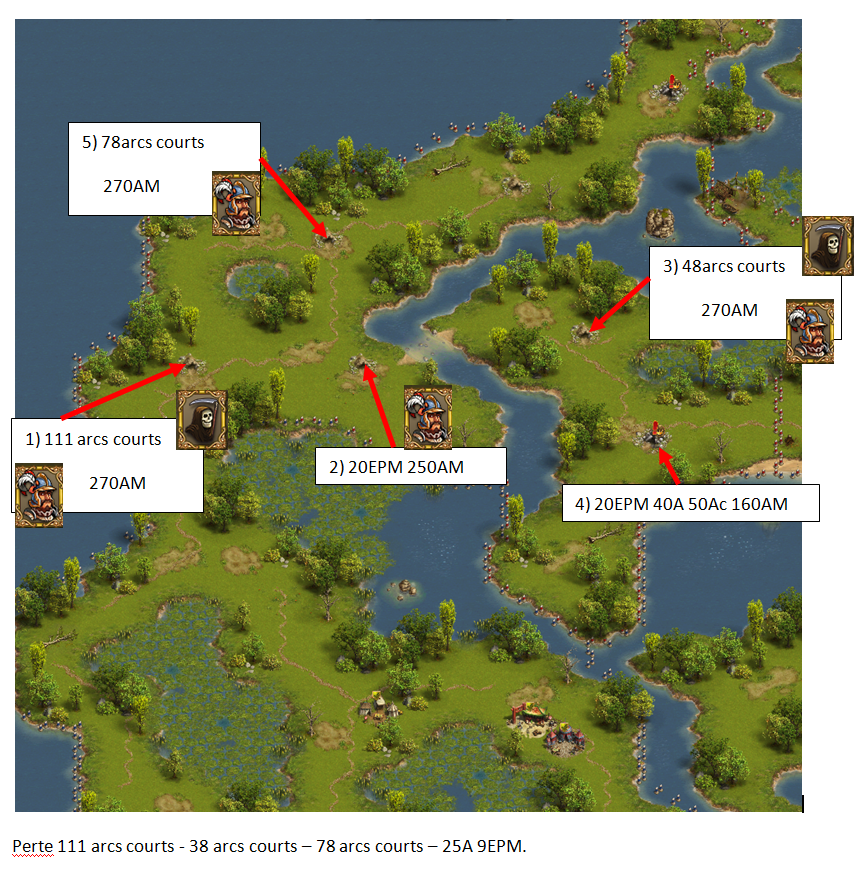 5) 78arcs courts
270AM
3) 48arcs courts
270AM
1) 111 arcs courts
270AM
2) 20EPM 250AM
4) 20EPM 40A 50Ac 160AM
Perte 111 arcs courts - 38 arcs courts – 78 arcs courts – 25A 9EPM.